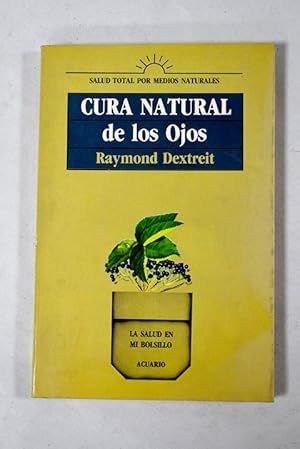 SALUD TOTAL POR MEDIOS NATURALES
CURA NATURAL
de los Ojos
Raymond Dextreit
LA SALUD EN
MI BOLSILLO
ACUARIO